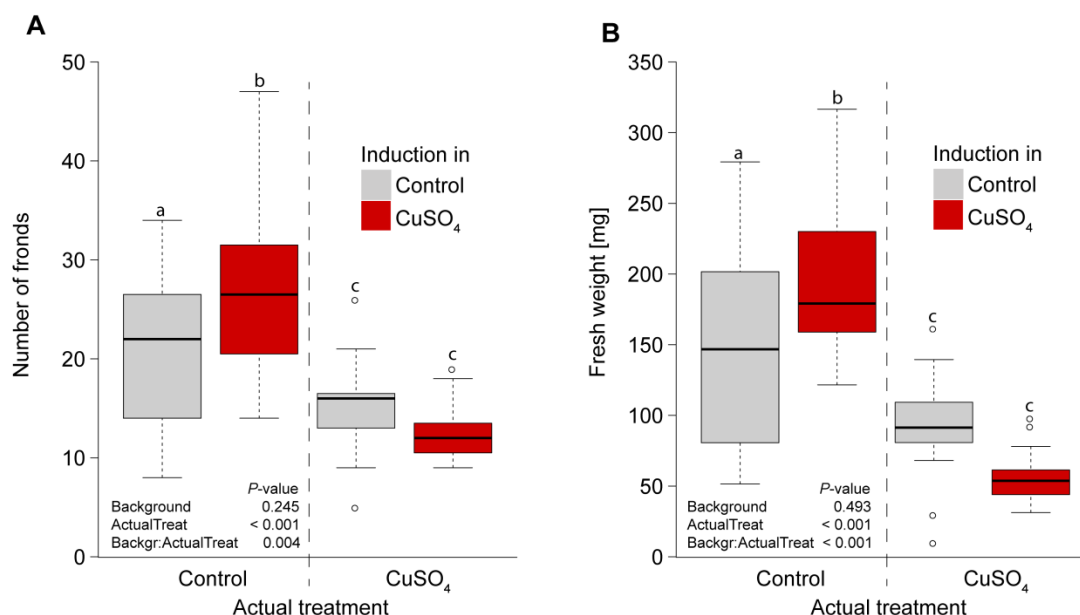 A
50
40
30
20
10
0
Number of fronds
a
b
c
c
Induction in
Control
CuSO₄
P-value
Background 0.245
ActualTreat < 0.001
Backgr:ActualTreat 0.004
Control CuSO₄
Actual treatment
B
350
300
250
200
150
100
50
0
Fresh weight [mg]
a
b
c
c
Induction in
Control
CuSO₄
P-value
Background 0.493
ActualTreat < 0.001
Backgr:ActualTreat < 0.001
Control CuSO₄
Actual treatment